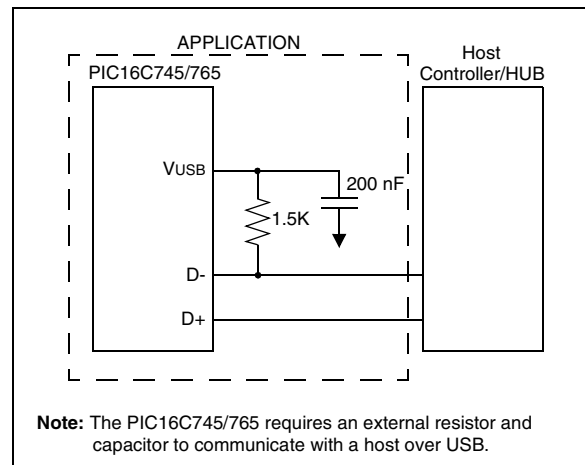 APPLICATION
PIC16C745/765
Host
Controller/HUB
VUSB
200 nF
1.5K
D-
D+
Note: The PIC16C745/765 requires an external resistor and
capacitor to communicate with a host over USB.